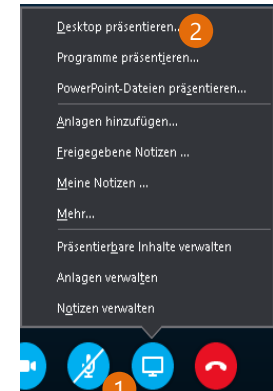 Desktop präsentieren... 2
Programme präsentieren...
PowerPoint-Dateien präsentieren...
Anlagen hinzufügen...
Freigegebene Notizen ...
Meine Notizen ...
Mehr...
Präsentierbare Inhalte verwalten
Anlagen verwalten
Notizen verwalten
1